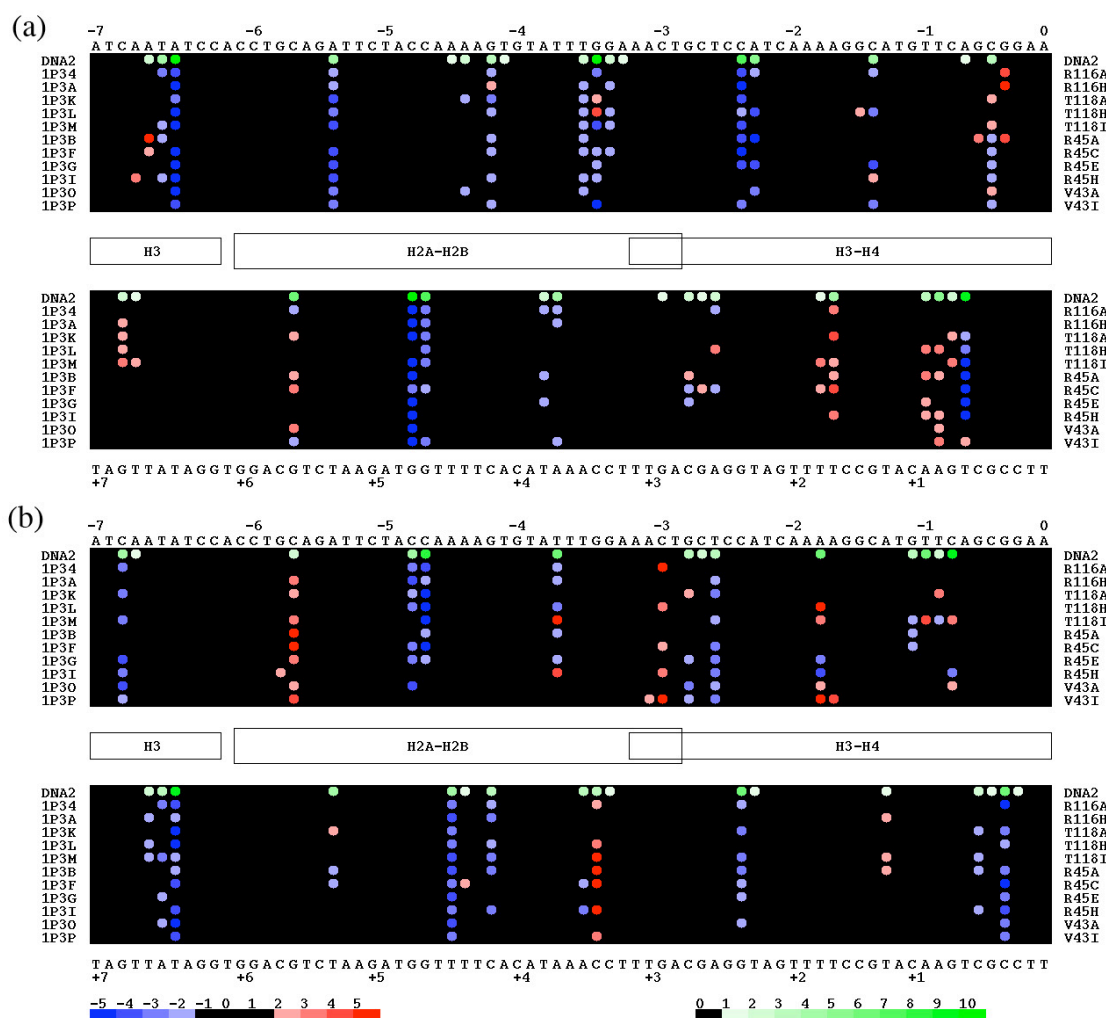 (a)
-7 -6 -5 -4 -3 -2 -1 0
A T C A A T A T C C A C C T G C A G A T T C T A C C A A A G T G T A T T T G G A A A C T G C T C C A T C A A A A G G C A T G T T C A G C G G A A
DNA2 DNA2
1P34 R116A
1P3A R116H
1P3K T118A
1P3L T118H
1P3M T118I
1P3B R45A
1P3F R45C
1P3G R45E
1P3I R45H
1P3O V43A
1P3P V43I
H3 H2A-H2B H3-H4
DNA2 DNA2
1P34 R116A
1P3A R116H
1P3K T118A
1P3L T118H
1P3M T118I
1P3B R45A
1P3F R45C
1P3G R45E
1P3I R45H
1P3O V43A
1P3P V43I
T A G T T A T A G G T G G A C G T C T A A G A T G G T T T C A C A T A A A C C T T T G A C G A G G T A G T T T T C C G T A C A A G T C G C C T T
+7 +6 +5 +4 +3 +2 +1
(b)
-7 -6 -5 -4 -3 -2 -1 0
A T C A A T A T C C A C C T G C A G A T T C T A C C A A A G T G T A T T T G G A A A C T G C T C C A T C A A A A G G C A T G T T C A G C G G A A
DNA2 DNA2
1P34 R116A
1P3A R116H
1P3K T118A
1P3L T118H
1P3M T118I
1P3B R45A
1P3F R45C
1P3G R45E
1P3I R45H
1P3O V43A
1P3P V43I
H3 H2A-H2B H3-H4
DNA2 DNA2
1P34 R116A
1P3A R116H
1P3K T118A
1P3L T118H
1P3M T118I
1P3B R45A
1P3F R45C
1P3G R45E
1P3I R45H
1P3O V43A
1P3P V43I
T A G T T A T A G G T G G A C G T C T A A G A T G G T T T C A C A T A A A C C T T T G A C G A G G T A G T T T T C C G T A C A A G T C G C C T T
+7 +6 +5 +4 +3 +2 +1
-5 -4 -3 -2 -1 0 1 2 3 4 5 0 1 2 3 4 5 6 7 8 9 10